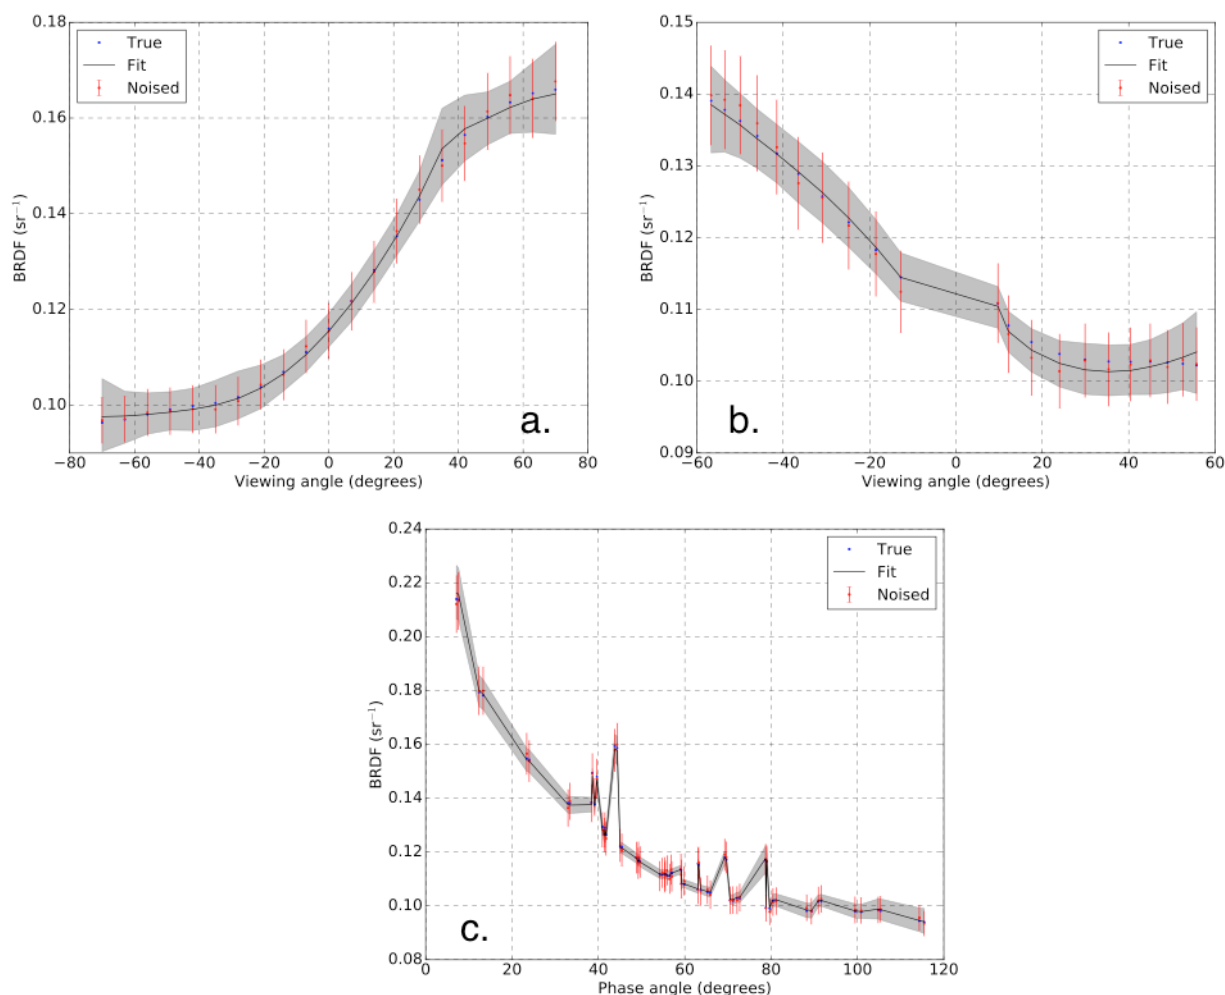 0.18
0.16
0.14
0.12
0.10
BRDF (sr⁻¹)
True
Fit
Noised
a.
−80 −60 −40 −20 0 20 40 60 80
Viewing angle (degrees)
0.15
0.14
0.13
0.12
0.11
0.10
0.09
BRDF (sr⁻¹)
True
Fit
Noised
b.
−60 −40 −20 0 20 40 60
Viewing angle (degrees)
0.24
0.22
0.20
0.18
0.16
0.14
0.12
0.10
0.08
BRDF (sr⁻¹)
True
Fit
Noised
c.
0 20 40 60 80 100 120
Phase angle (degrees)